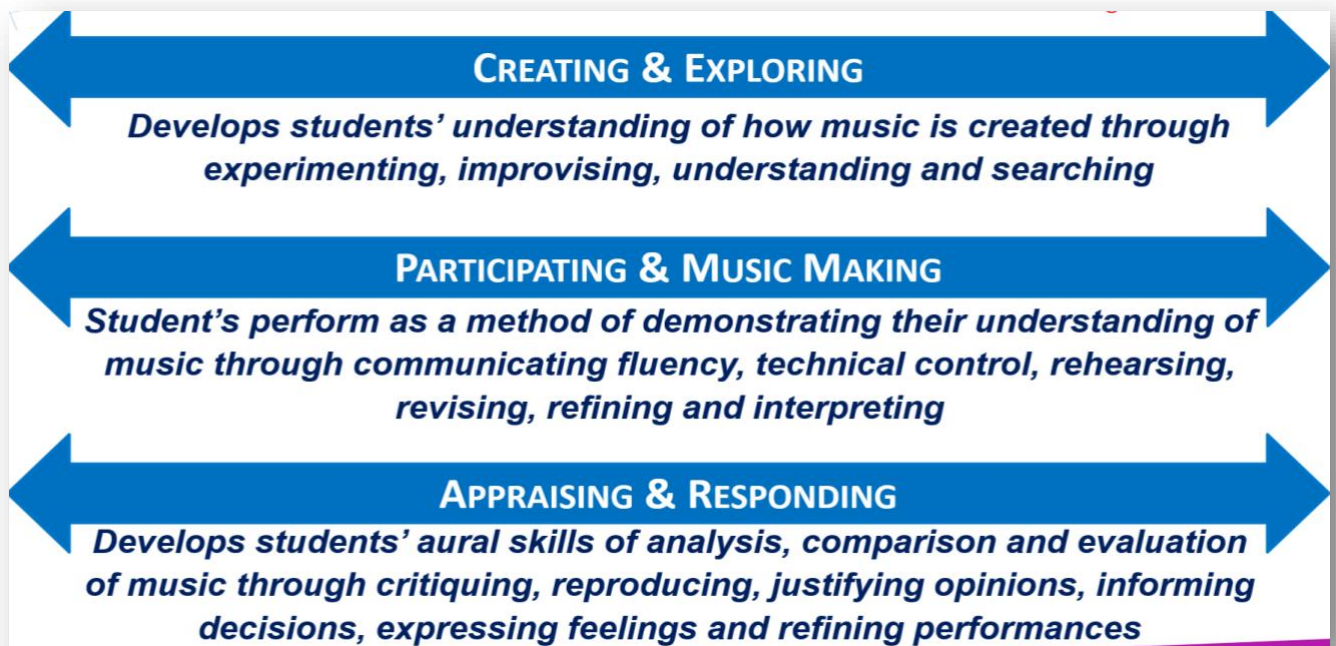 CREATING & EXPLORING
Develops students’ understanding of how music is created through
experimenting, improvising, understanding and searching
PARTICIPATING & MUSIC MAKING
Student’s perform as a method of demonstrating their understanding of
music through communicating fluency, technical control, rehearsing,
revising, refining and interpreting
APPRAISING & RESPONDING
Develops students’ aural skills of analysis, comparison and evaluation
of music through critiquing, reproducing, justifying opinions, informing
decisions, expressing feelings and refining performances